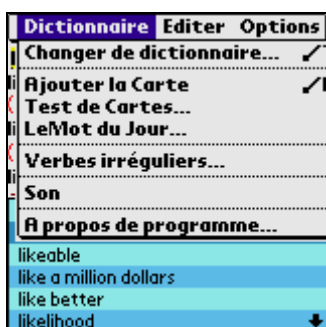 Dictionnaire Editer Options
Changer de dictionnaire...
Ajouter la Carte
Test de Cartes...
LeMot du Jour...
Verbes irréguliers...
Son
A propos de programme...
likeable
like a million dollars
like better
likelihood